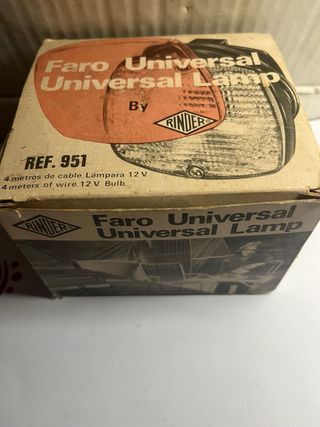 Faro Universal
Universal Lamp
By
RINDER
REF. 951
4 metros de cable. Lámpara 12 V.
4 meters of wire. 12 V. Bulb.
RINDER
Faro Universal
Universal Lamp